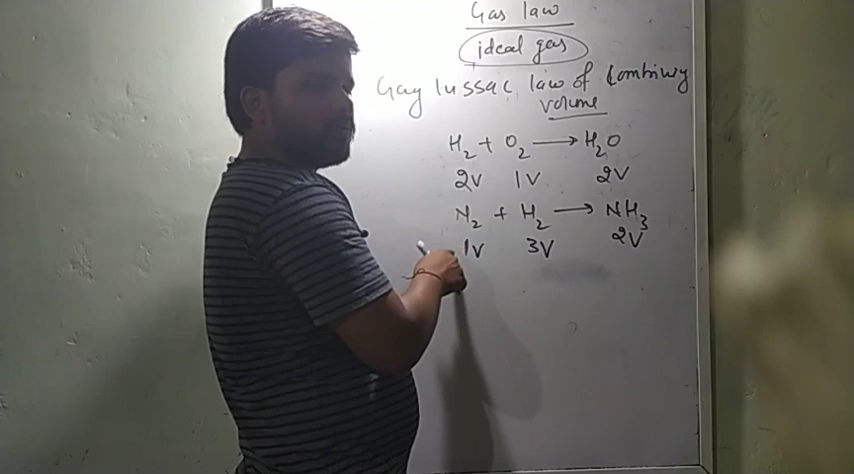 Gas law
ideal gas
Gay lussac law of Combining
volume
H2 + O2 → H2O
2V 1V 2V
N2 + H2 → NH3
1V 3V 2V